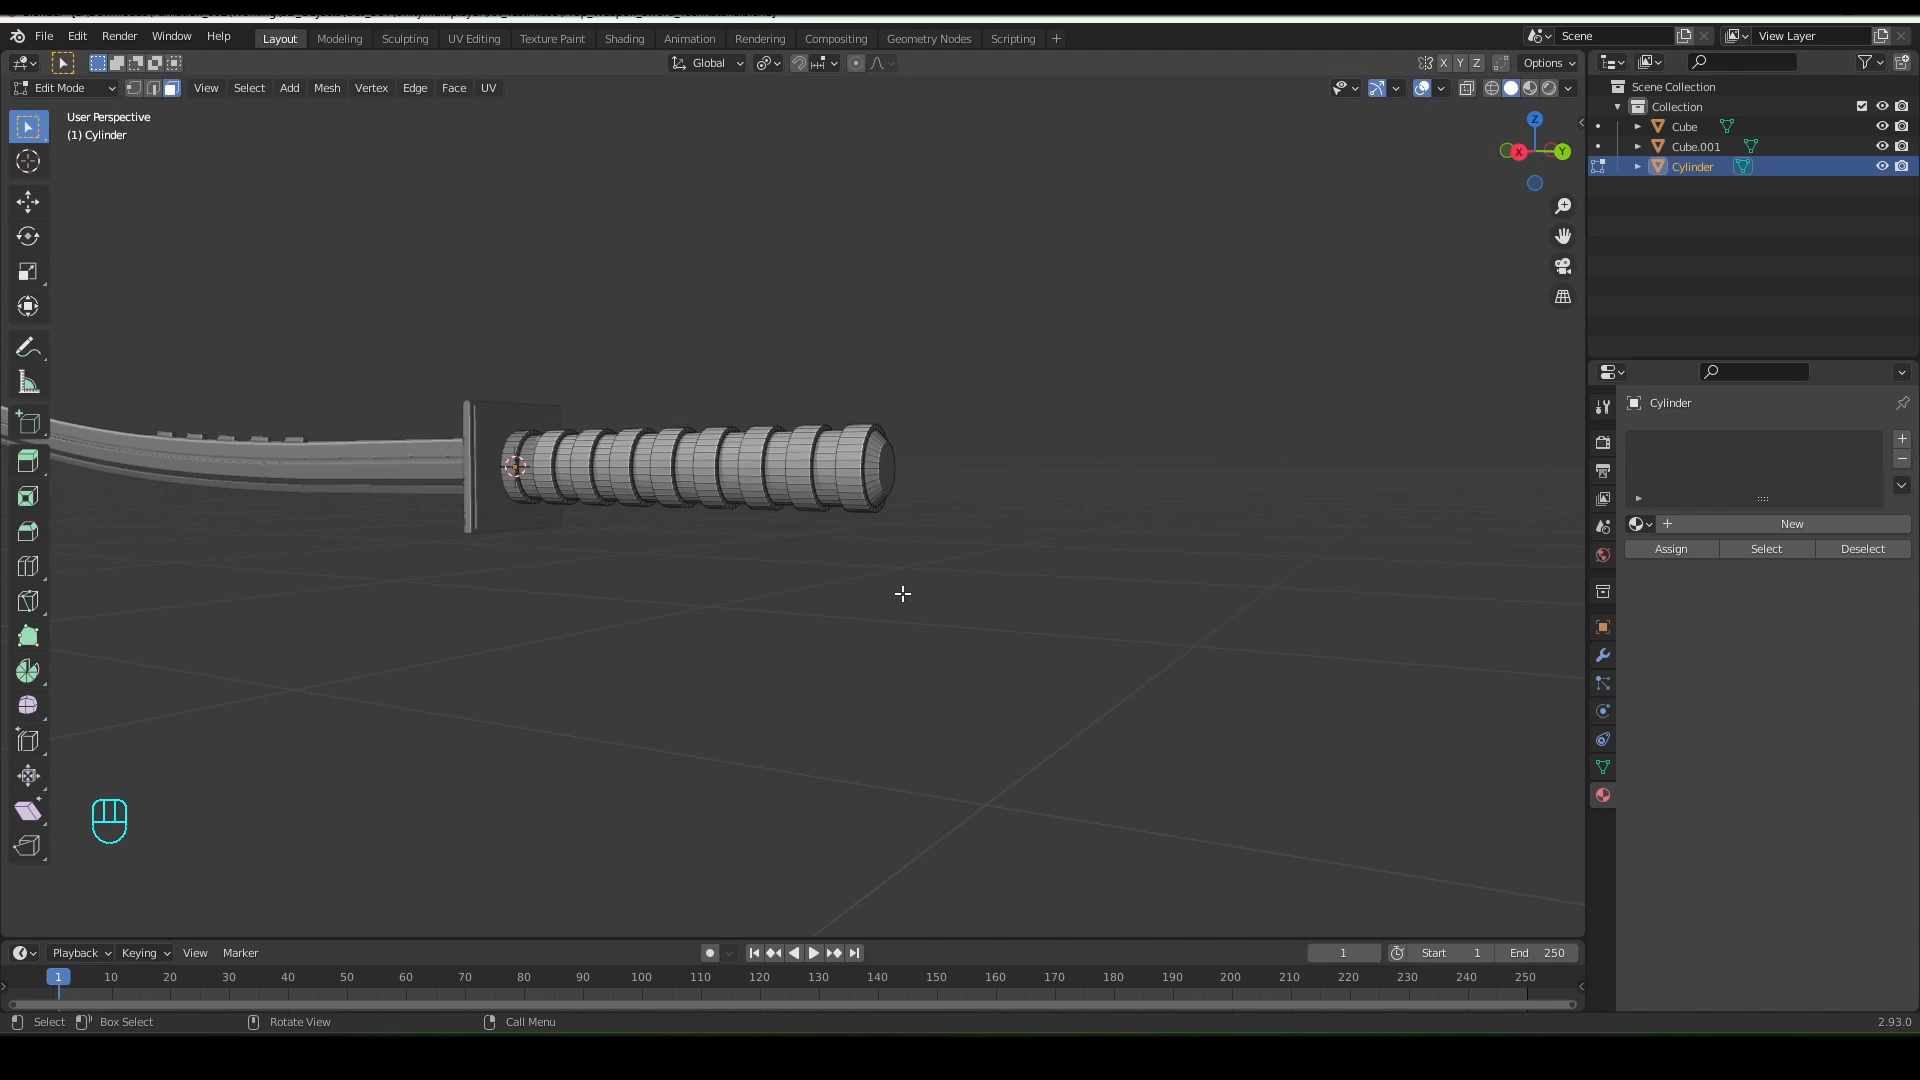 File Edit Render Window Help Layout Modeling Sculpting UV Editing Texture Paint Shading Animation Rendering Compositing Geometry Nodes Scripting + Scene View Layer
Global X Y Z Options
Edit Mode View Select Add Mesh Vertex Edge Face UV
User Perspective
(1) Cylinder
Z
X Y
Scene Collection
Collection
Cube
Cube.001
Cylinder
Cylinder
New
Assign Select Deselect
Playback Keying View Marker 1 Start 1 End 250
1 10 20 30 40 50 60 70 80 90 100 110 120 130 140 150 160 170 180 190 200 210 220 230 240 250
Select Box Select Rotate View Call Menu 2.93.0